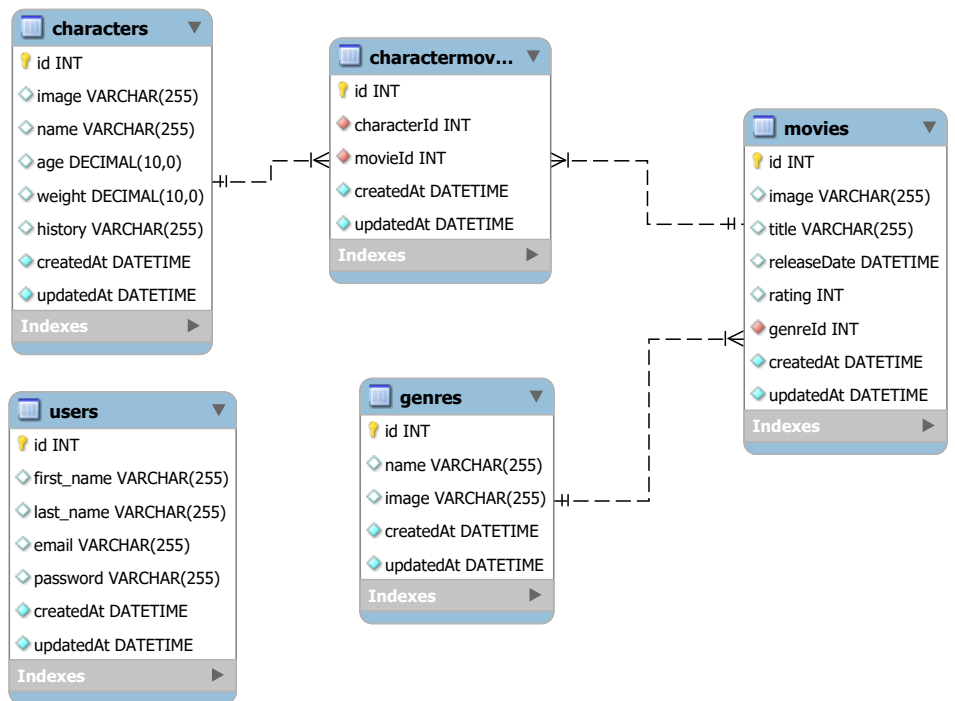 characters
id INT
image VARCHAR(255)
name VARCHAR(255)
age DECIMAL(10,0)
weight DECIMAL(10,0)
history VARCHAR(255)
createdAt DATETIME
updatedAt DATETIME
Indexes
charactermov...
id INT
characterId INT
movieId INT
createdAt DATETIME
updatedAt DATETIME
Indexes
movies
id INT
image VARCHAR(255)
title VARCHAR(255)
releaseDate DATETIME
rating INT
genreId INT
createdAt DATETIME
updatedAt DATETIME
Indexes
users
id INT
first_name VARCHAR(255)
last_name VARCHAR(255)
email VARCHAR(255)
password VARCHAR(255)
createdAt DATETIME
updatedAt DATETIME
Indexes
genres
id INT
name VARCHAR(255)
image VARCHAR(255)
createdAt DATETIME
updatedAt DATETIME
Indexes